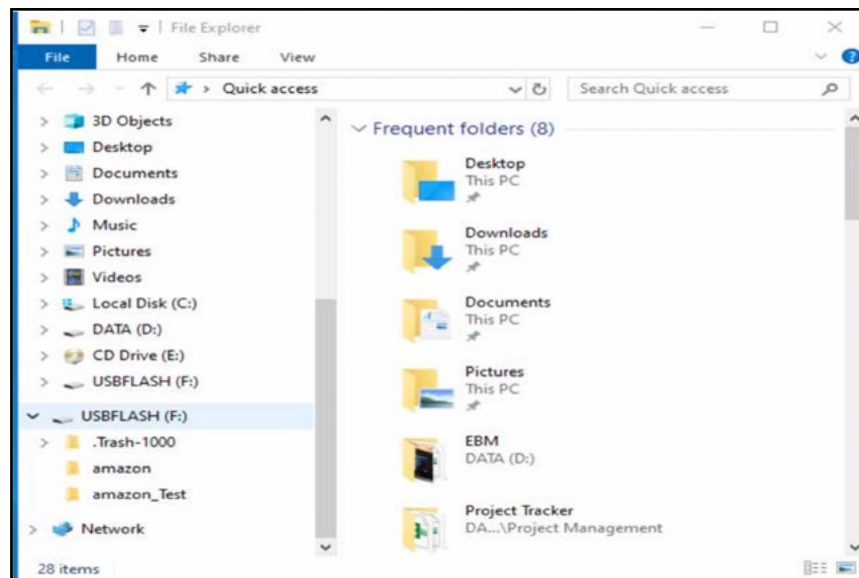 File Explorer
File Home Share View
Quick access Search Quick access
3D Objects
Desktop
Documents
Downloads
Music
Pictures
Videos
Local Disk (C:)
DATA (D:)
CD Drive (E:)
USBFLASH (F:)
USBFLASH (F:)
.Trash-1000
amazon
amazon_Test
Network
Frequent folders (8)
Desktop
This PC
Downloads
This PC
Documents
This PC
Pictures
This PC
EBM
DATA (D:)
Project Tracker
DA...\Project Management
28 items